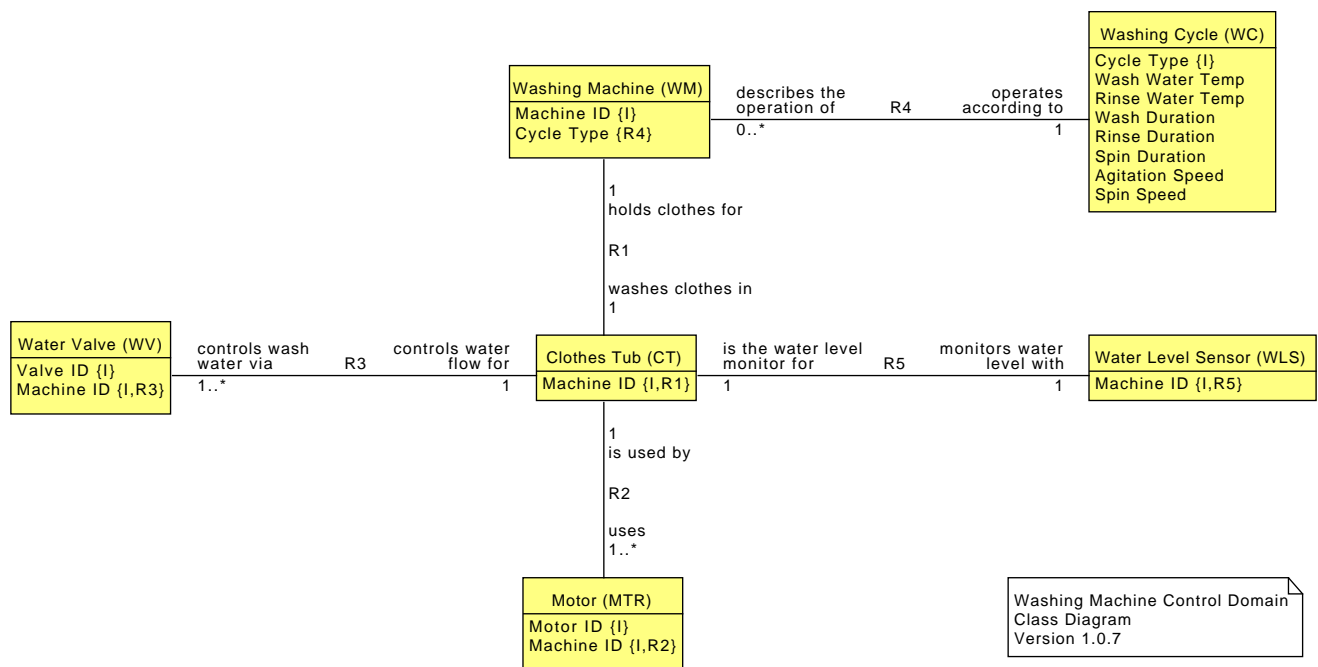 Washing Cycle (WC)
Cycle Type {I}
Wash Water Temp
Rinse Water Temp
Wash Duration
Rinse Duration
Spin Duration
Agitation Speed
Spin Speed
Washing Machine (WM)
Machine ID {I}
Cycle Type {R4}
describes the
operation of
0..*
R4
operates
according to
1
1
holds clothes for
R1
washes clothes in
1
Water Valve (WV)
Valve ID {I}
Machine ID {I,R3}
controls wash
water via
1..*
R3
controls water
flow for
1
Clothes Tub (CT)
Machine ID {I,R1}
is the water level
monitor for
1
R5
monitors water
level with
1
Water Level Sensor (WLS)
Machine ID {I,R5}
1
is used by
R2
uses
1..*
Motor (MTR)
Motor ID {I}
Machine ID {I,R2}
Washing Machine Control Domain
Class Diagram
Version 1.0.7